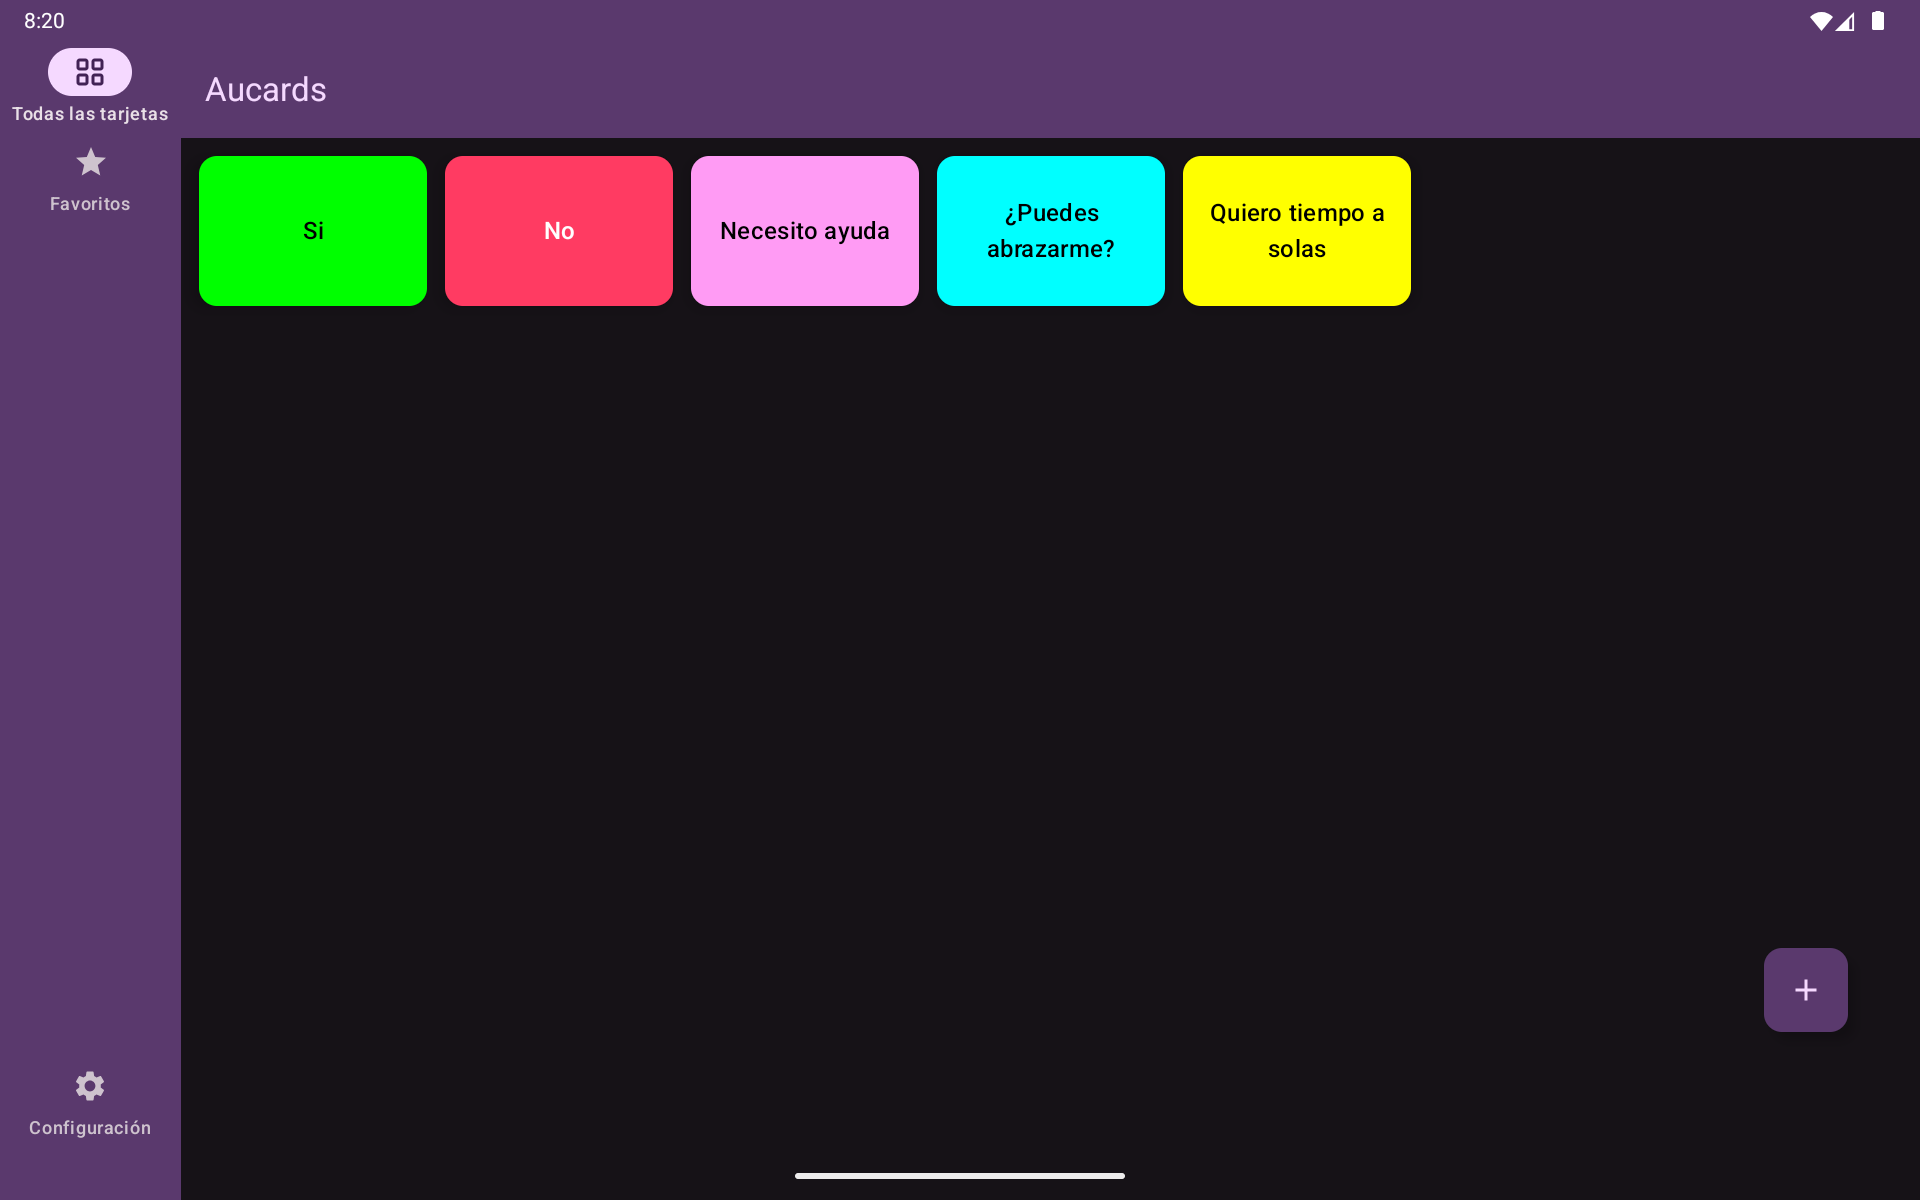 8:20
Todas las tarjetas
Aucards
Favoritos
Si
No
Necesito ayuda
¿Puedes
abrazarme?
Quiero tiempo a
solas
Configuración